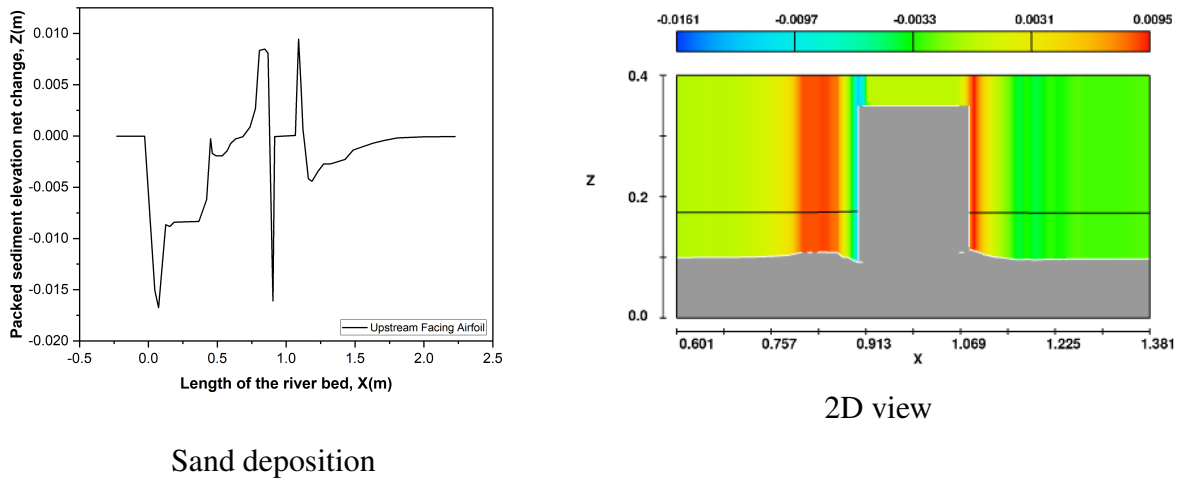 Packed sediment elevation net change, Z(m)
0.010
0.005
0.000
-0.005
-0.010
-0.015
-0.020
-0.5 0.0 0.5 1.0 1.5 2.0 2.5
Upstream Facing Airfoil
Length of the river bed, X(m)
Sand deposition
-0.0161 -0.0097 -0.0033 0.0031 0.0095
0.4
z
0.2
0.0
0.601 0.757 0.913 1.069 1.225 1.381
x
2D view